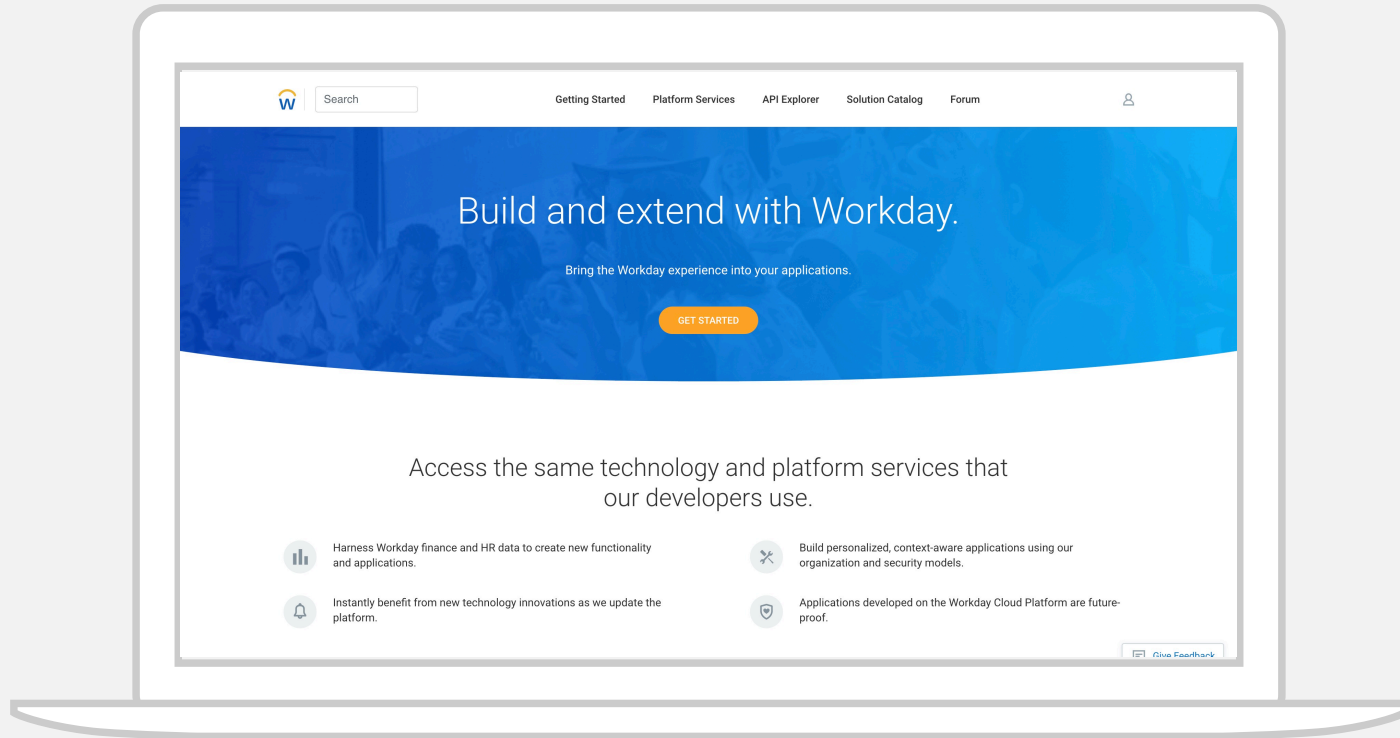 W
Search
Getting Started
Platform Services
API Explorer
Solution Catalog
Forum
Build and extend with Workday.
Bring the Workday experience into your applications.
GET STARTED
Access the same technology and platform services that
our developers use.
Harness Workday finance and HR data to create new functionality
and applications.
Build personalized, context-aware applications using our
organization and security models.
Instantly benefit from new technology innovations as we update the
platform.
Applications developed on the Workday Cloud Platform are future-
proof.
Give Feedback